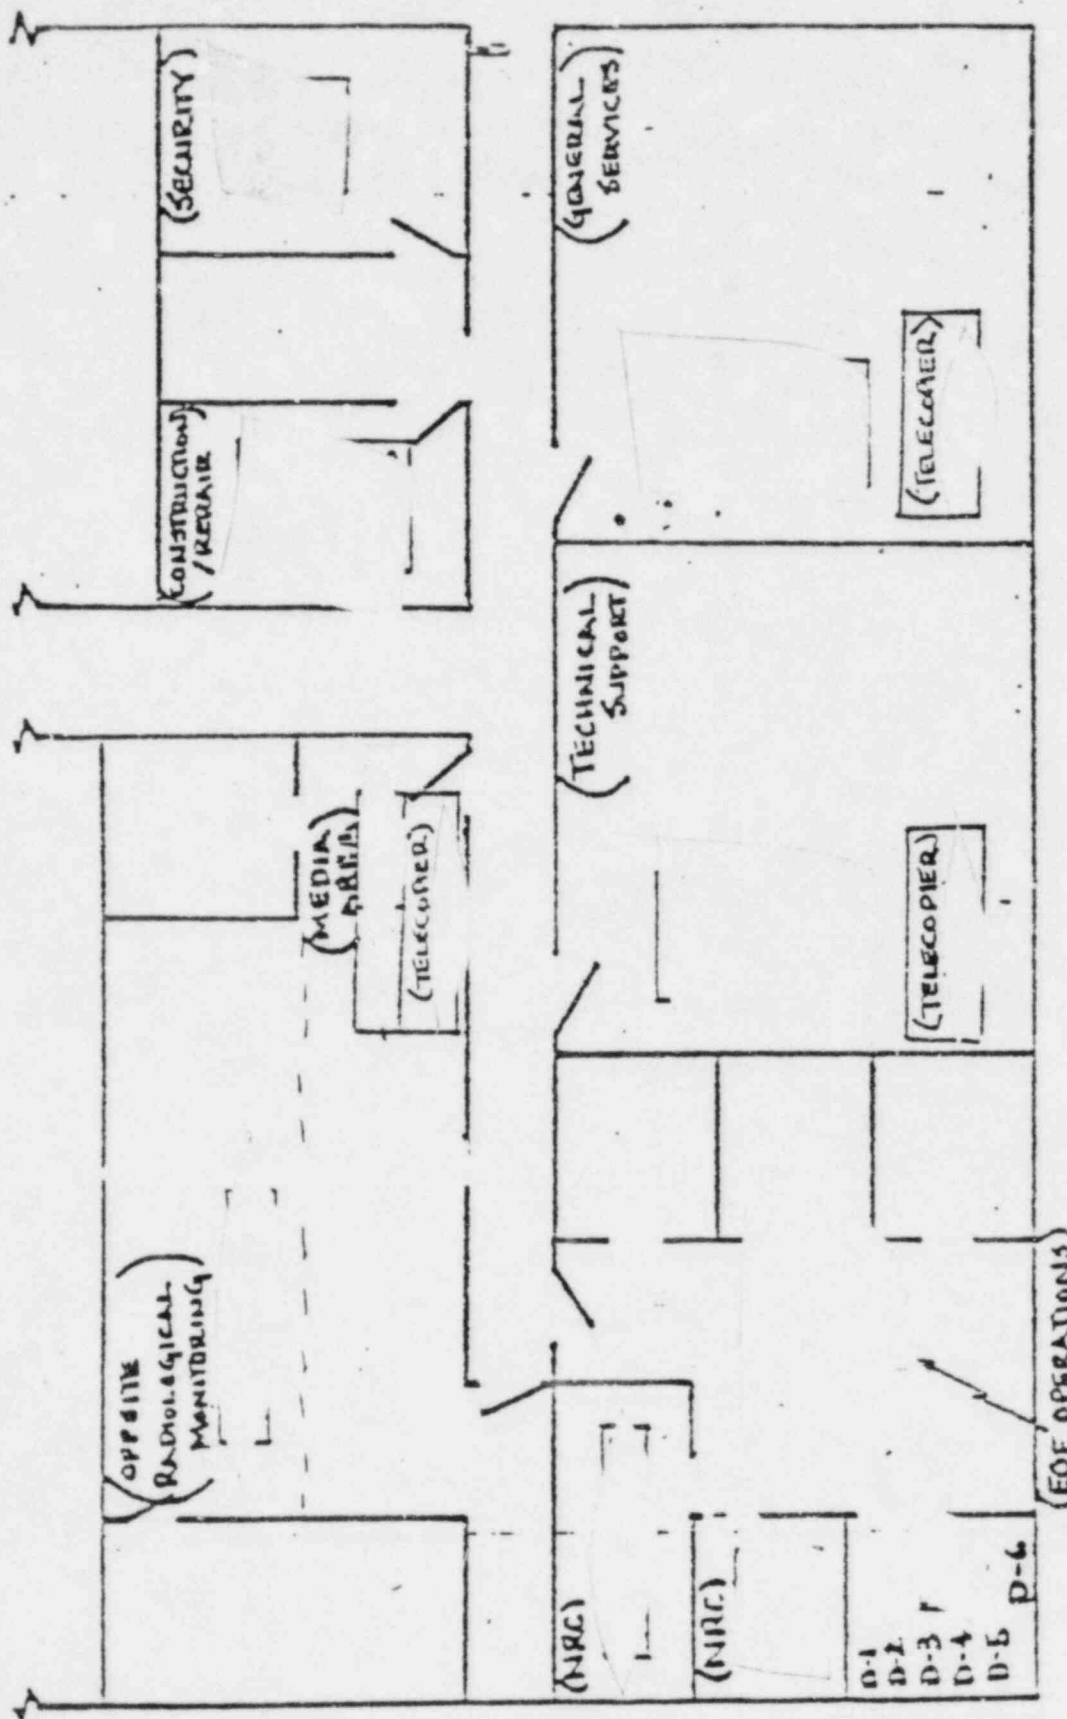 (SECURITY)
(GENERAL
SERVICES)
(CONSTRUCTION)
/REPAIR
(TELECOPIER)
(TECHNICAL
SUPPORT)
(MEDIA
AREA)
(TELECOPIER)
(TELECOPIER)
(OPPSITE
RADIOLOGICAL
MONITORING)
(NRC)
(NRC)
D-1
D-2
D-3
D-4
D-5
D-6
(EOF OPERATIONS)